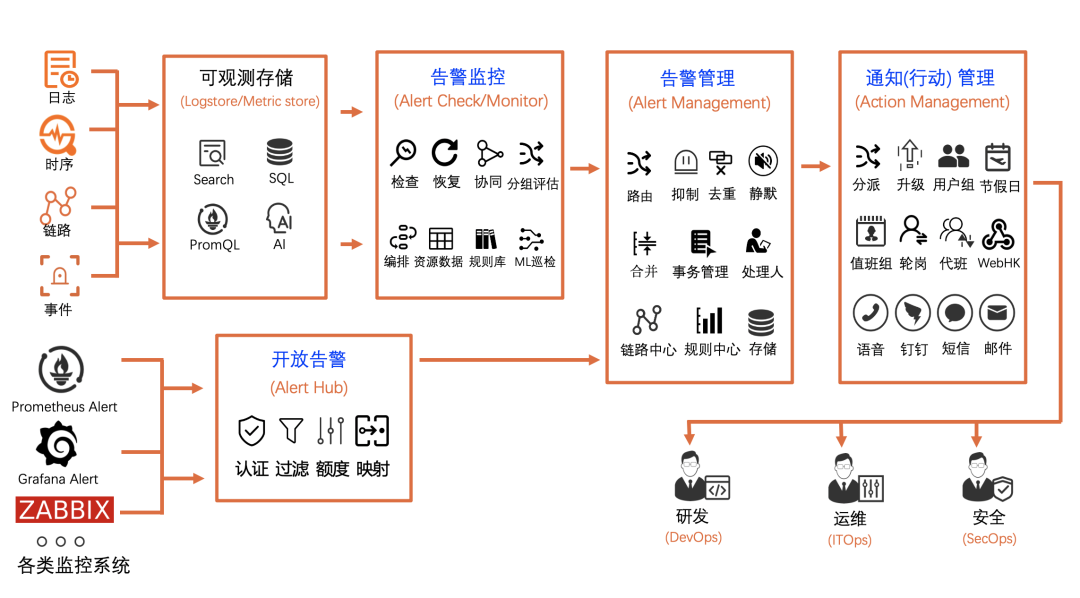 日志
时序
链路
事件
可观测存储
(Logstore/Metric store)
Search
SQL
PromQL
AI
告警监控
(Alert Check/Monitor)
检查
恢复
协同
分组评估
编排
资源数据
规则库
ML巡检
告警管理
(Alert Management)
路由
抑制
去重
静默
合并
事务管理
处理人
链路中心
规则中心
存储
通知(行动) 管理
(Action Management)
分派
升级
用户组
节假日
值班组
轮岗
代班
WebHK
语音
钉钉
短信
邮件
Prometheus Alert
Grafana Alert
ZABBIX
各类监控系统
开放告警
(Alert Hub)
认证
过滤
额度
映射
研发
(DevOps)
运维
(ITOps)
安全
(SecOps)